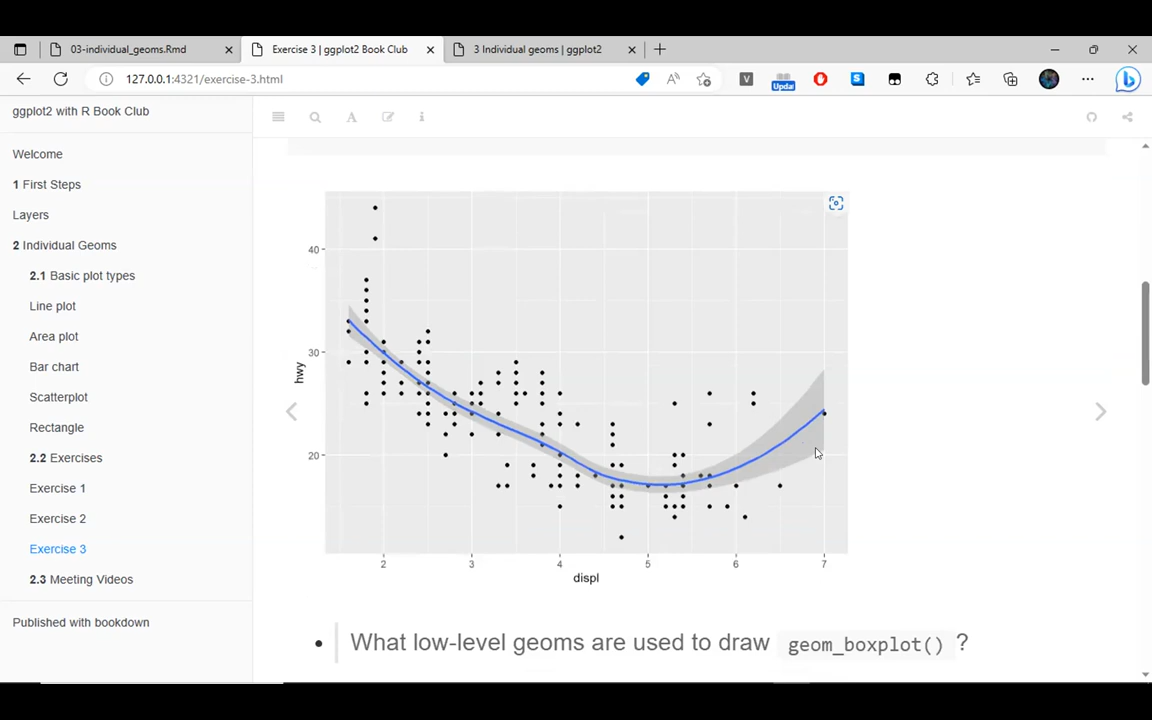 03-individual_geoms.Rmd
Exercise 3 | ggplot2 Book Club
3 Individual geoms | ggplot2
127.0.0.1:4321/exercise-3.html
V
Updat
S
ggplot2 with R Book Club
Welcome
1 First Steps
Layers
2 Individual Geoms
2.1 Basic plot types
Line plot
Area plot
Bar chart
Scatterplot
Rectangle
2.2 Exercises
Exercise 1
Exercise 2
Exercise 3
2.3 Meeting Videos
Published with bookdown
A
i
40
30
20
hwy
2 3 4 5 6 7
displ
• What low-level geoms are used to draw geom_boxplot() ?